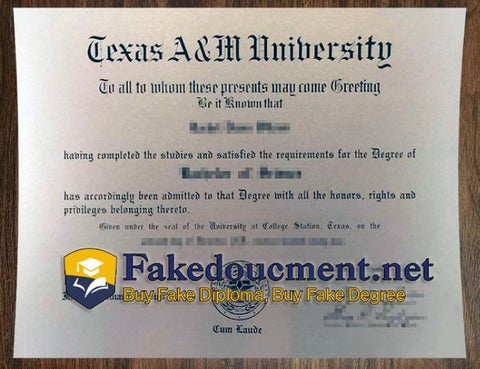 Texas A&M University
To all to whom these presents may come Greeting
Be it Known that
having completed the studies and satisfied the requirements for the Degree of
has accordingly been admitted to that Degree with all the honors, rights and
privileges belonging thereto.
Given under the seal of the University at College Station, Texas, on the
Fakedoucment.net
Buy Fake Diploma, Buy Fake Degree
Cum Laude